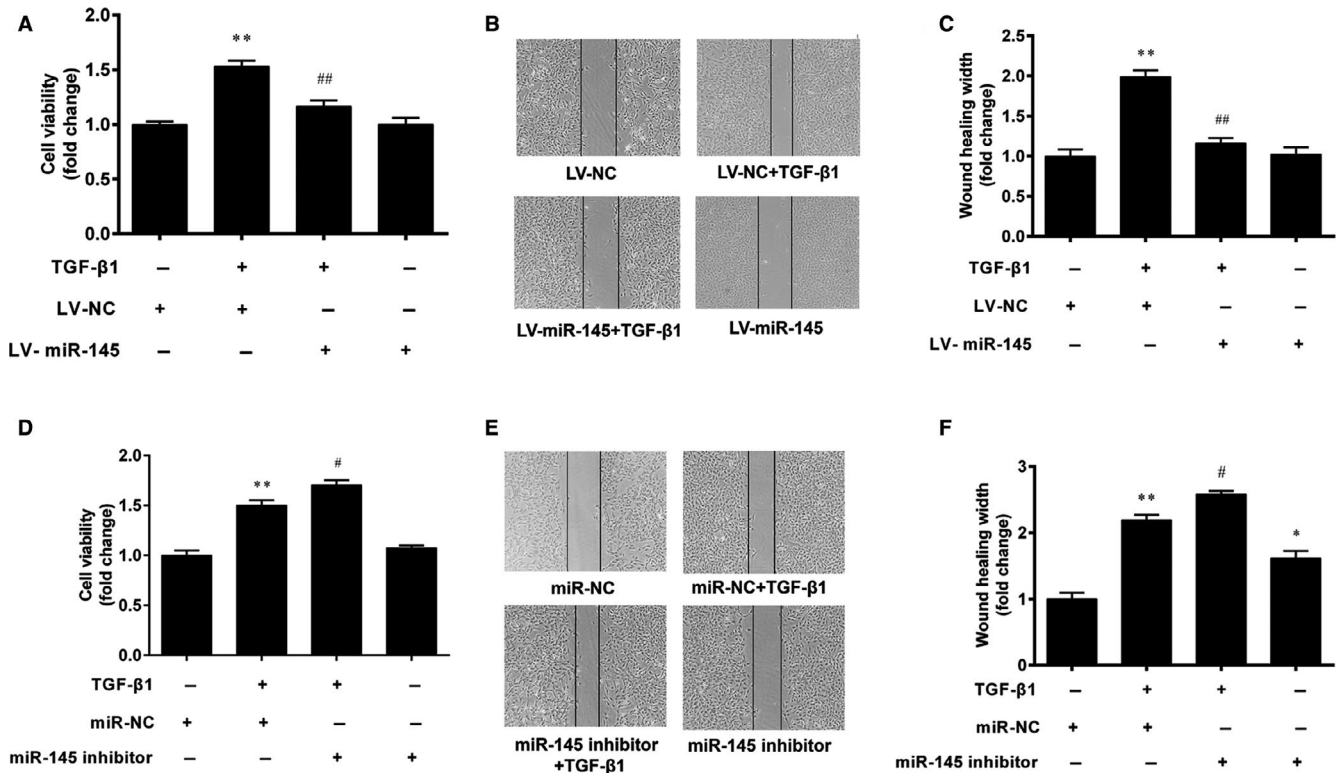 A
Cell viability
(fold change)
2.0
1.5
1.0
0.5
0.0
**
##
TGF-β1 – + + –
LV-NC + + – –
LV- miR-145 – – + +
B
LV-NC
LV-NC+TGF-β1
LV-miR-145+TGF-β1
LV-miR-145
C
Wound healing width
(fold change)
2.5
2.0
1.5
1.0
0.5
0.0
**
##
TGF-β1 – + + –
LV-NC + + – –
LV- miR-145 – – + +
D
Cell viability
(fold change)
2.0
1.5
1.0
0.5
0.0
**
#
TGF-β1 – + + –
miR-NC + + – –
miR-145 inhibitor – – + +
E
miR-NC
miR-NC+TGF-β1
miR-145 inhibitor
+TGF-β1
miR-145 inhibitor
F
Wound healing width
(fold change)
3
2
1
0
**
#
*
TGF-β1 – + + –
miR-NC + + – –
miR-145 inhibitor – – + +